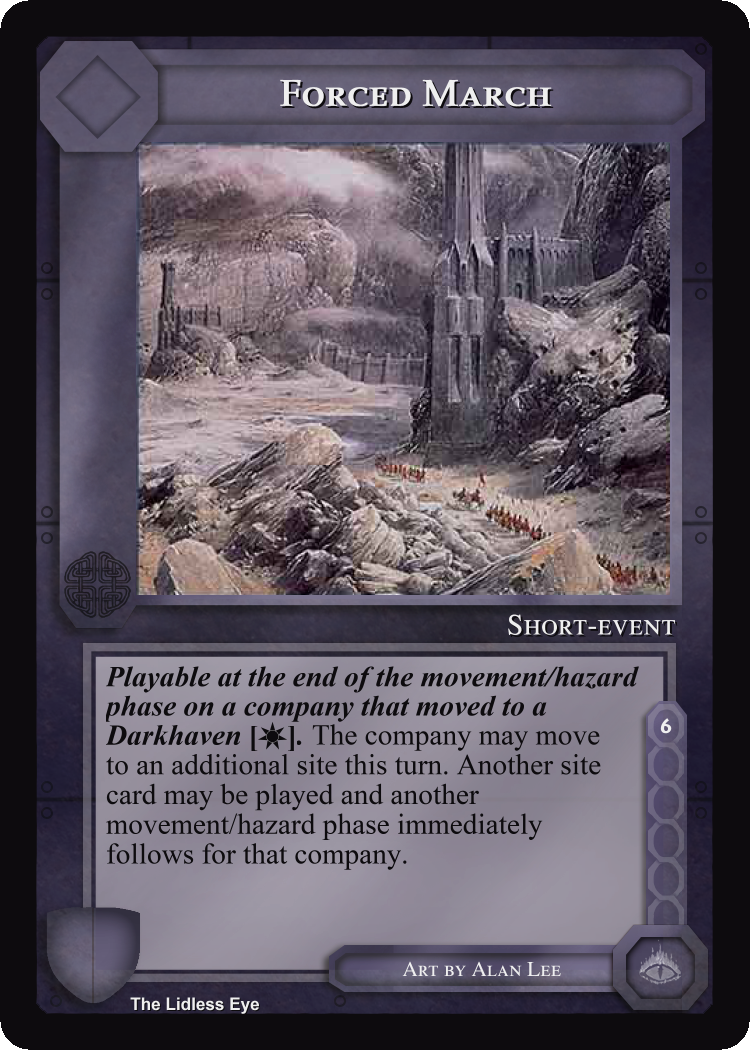 Forced March
Short-event
Playable at the end of the movement/hazard
phase on a company that moved to a
Darkhaven [☀]. The company may move
to an additional site this turn. Another site
card may be played and another
movement/hazard phase immediately
follows for that company.
6
Art by Alan Lee
The Lidless Eye